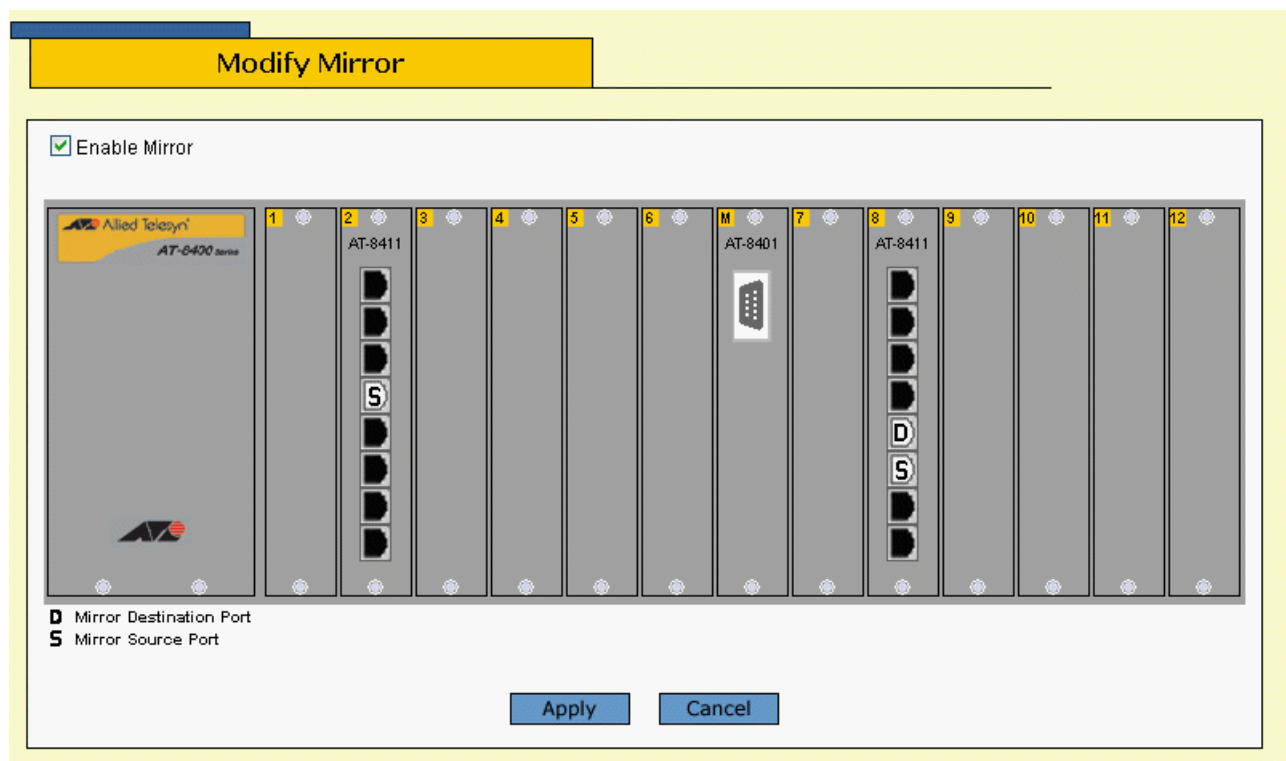 Modify Mirror
Enable Mirror
Allied Telesyn
AT-8400 Series
1 2 3 4 5 6 M 7 8 9 10 11 12
AT-8411 AT-8401 AT-8411
S
D
S
D Mirror Destination Port
S Mirror Source Port
Apply Cancel